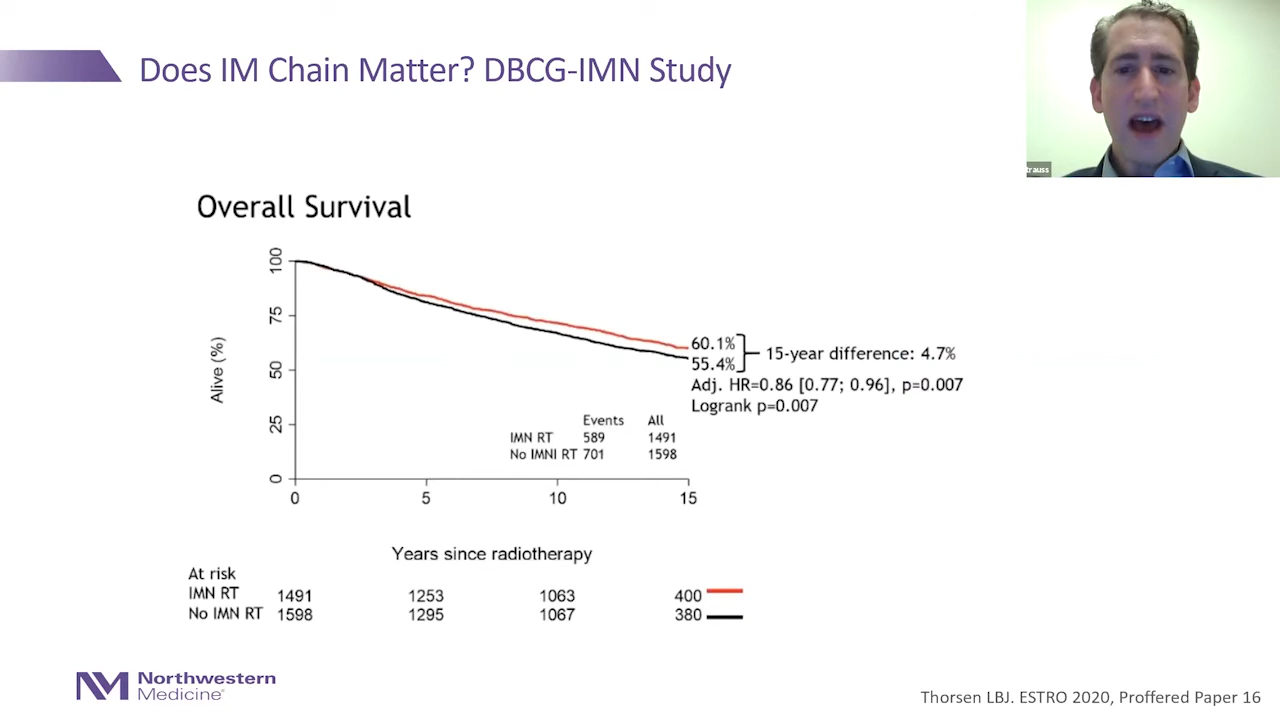 Does IM Chain Matter? DBCG-IMN Study
trauss
Overall Survival
Alive (%)
100
75
50
25
0
0 5 10 15
60.1%
55.4%
15-year difference: 4.7%
Adj. HR=0.86 [0.77; 0.96], p=0.007
Logrank p=0.007
Events All
IMN RT 589 1491
No IMNI RT 701 1598
Years since radiotherapy
At risk
IMN RT 1491 1253 1063 400
No IMN RT 1598 1295 1067 380
NM Northwestern
Medicine®
Thorsen LBJ. ESTRO 2020, Proffered Paper 16